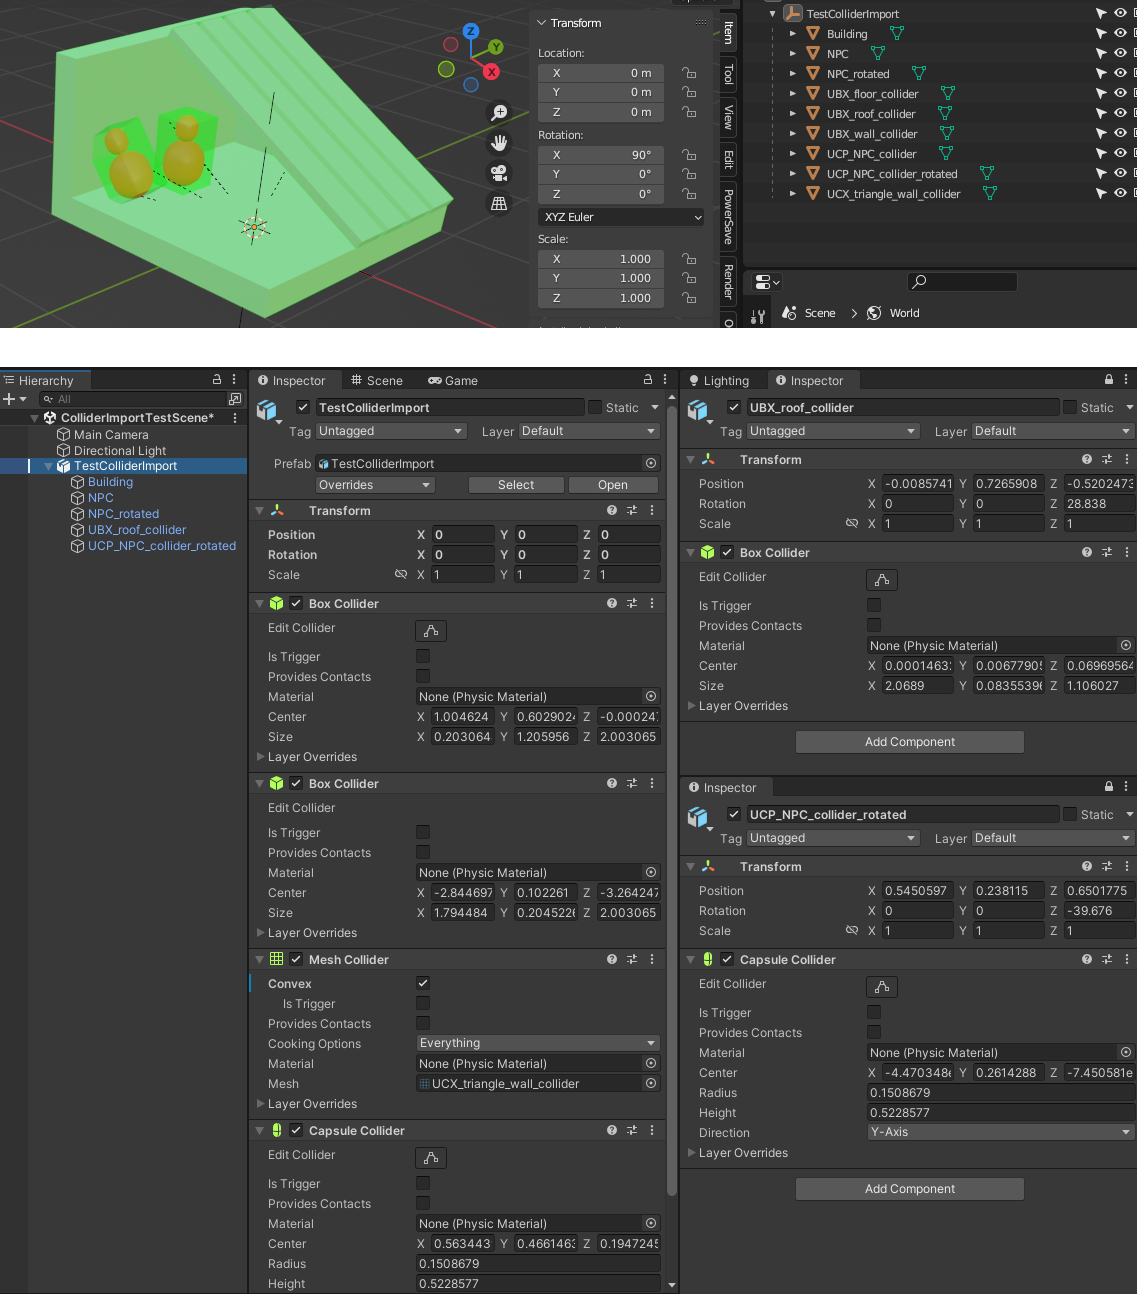 Transform
Location:
X 0 m
Y 0 m
Z 0 m
Rotation:
X 90°
Y 0°
Z 0°
XYZ Euler
Scale:
X 1.000
Y 1.000
Z 1.000
Z
Y
X
Item
Tool
View
Edit
PowerSave
Render
TestColliderImport
Building
NPC
NPC_rotated
UBX_floor_collider
UBX_roof_collider
UBX_wall_collider
UCP_NPC_collider
UCP_NPC_collider_rotated
UCX_triangle_wall_collider
Scene > World
Hierarchy
All
ColliderImportTestScene*
Main Camera
Directional Light
TestColliderImport
Building
NPC
NPC_rotated
UBX_roof_collider
UCP_NPC_collider_rotated
Inspector Scene Game
TestColliderImport Static
Tag Untagged Layer Default
Prefab TestColliderImport
Overrides Select Open
Transform
Position X 0 Y 0 Z 0
Rotation X 0 Y 0 Z 0
Scale X 1 Y 1 Z 1
Box Collider
Edit Collider
Is Trigger
Provides Contacts
Material None (Physic Material)
Center X 1.004624 Y 0.602902 Z -0.00024
Size X 0.203064 Y 1.205956 Z 2.003065
Layer Overrides
Box Collider
Edit Collider
Is Trigger
Provides Contacts
Material None (Physic Material)
Center X -2.844697 Y 0.102261 Z -3.264247
Size X 1.794484 Y 0.204522 Z 2.003065
Layer Overrides
Mesh Collider
Convex
Is Trigger
Provides Contacts
Cooking Options Everything
Material None (Physic Material)
Mesh UCX_triangle_wall_collider
Layer Overrides
Capsule Collider
Edit Collider
Is Trigger
Provides Contacts
Material None (Physic Material)
Center X 0.563443 Y 0.466146 Z 0.194724
Radius 0.1508679
Height 0.5228577
Lighting Inspector
UBX_roof_collider Static
Tag Untagged Layer Default
Transform
Position X -0.0085741 Y 0.7265908 Z -0.5202473
Rotation X 0 Y 0 Z 28.838
Scale X 1 Y 1 Z 1
Box Collider
Edit Collider
Is Trigger
Provides Contacts
Material None (Physic Material)
Center X 0.0001463 Y 0.0067790 Z 0.0696956
Size X 2.0689 Y 0.0835539 Z 1.106027
Layer Overrides
Add Component
Inspector
UCP_NPC_collider_rotated Static
Tag Untagged Layer Default
Transform
Position X 0.5450597 Y 0.238115 Z 0.6501775
Rotation X 0 Y 0 Z -39.676
Scale X 1 Y 1 Z 1
Capsule Collider
Edit Collider
Is Trigger
Provides Contacts
Material None (Physic Material)
Center X -4.470348 Y 0.2614288 Z -7.450581e
Radius 0.1508679
Height 0.5228577
Direction Y-Axis
Layer Overrides
Add Component